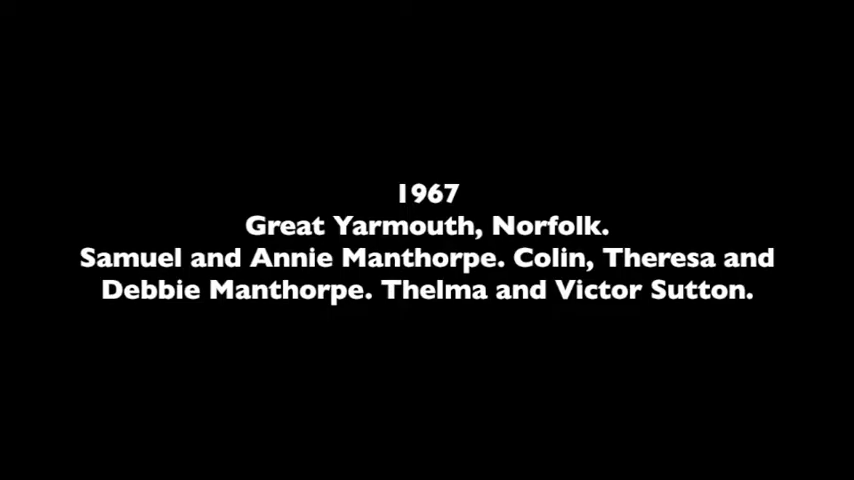 1967
Great Yarmouth, Norfolk.
Samuel and Annie Manthorpe. Colin, Theresa and
Debbie Manthorpe. Thelma and Victor Sutton.